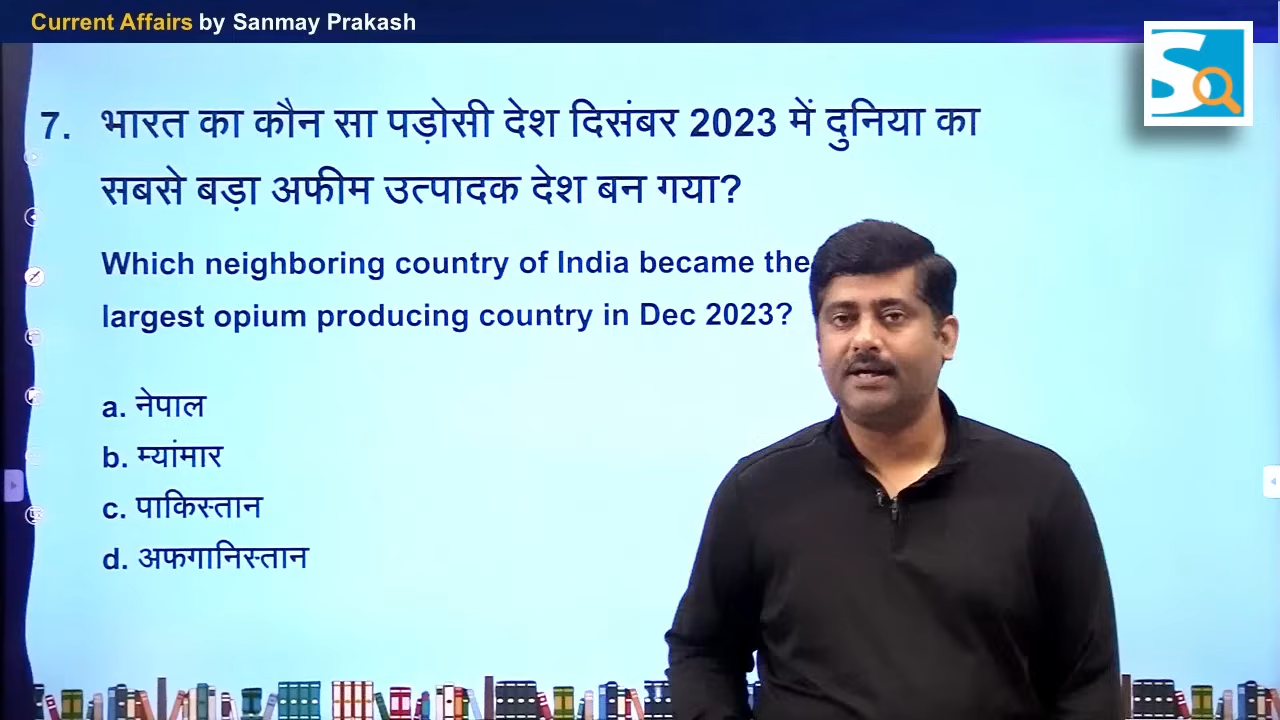 Current Affairs by Sanmay Prakash
7. भारत का कौन सा पड़ोसी देश दिसंबर 2023 में दुनिया का
सबसे बड़ा अफीम उत्पादक देश बन गया?
Which neighboring country of India became the
largest opium producing country in Dec 2023?
a. नेपाल
b. म्यांमार
c. पाकिस्तान
d. अफगानिस्तान